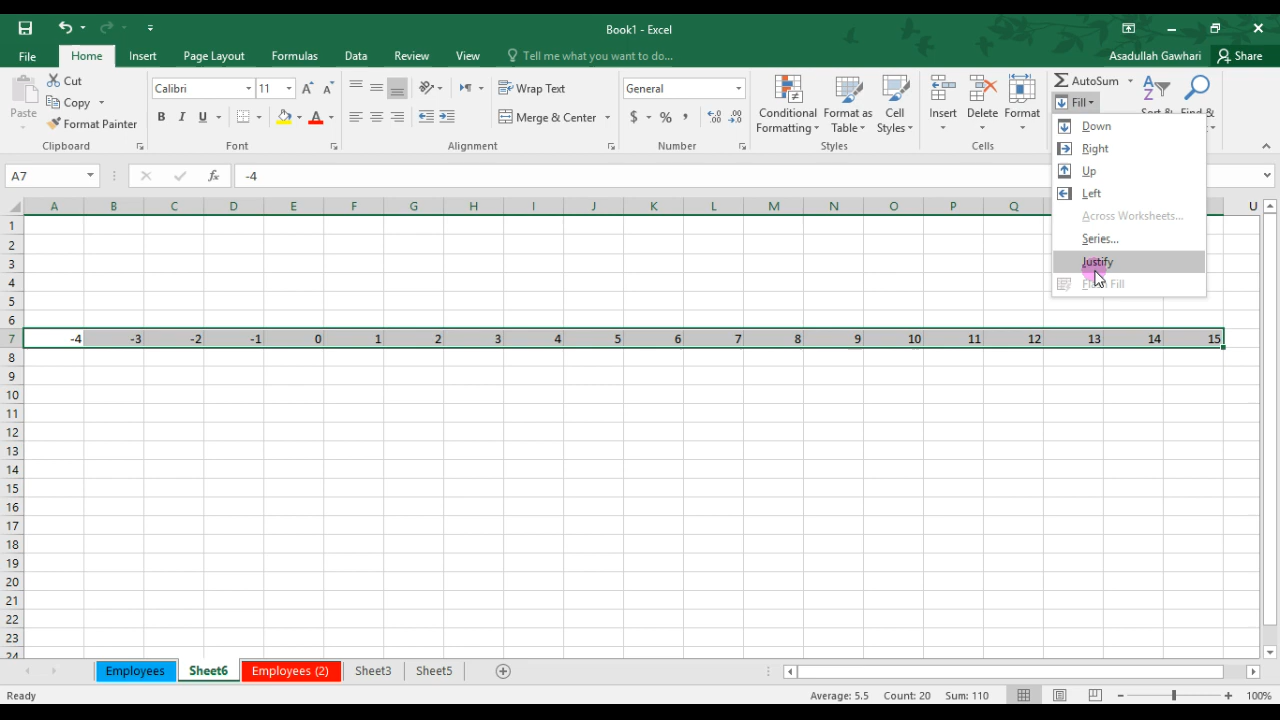 Book1 - Excel
File Home Insert Page Layout Formulas Data Review View Tell me what you want to do... Asadullah Gawhari Share
Paste
Cut
Copy
Format Painter
Clipboard
Calibri 11
B I U A
Font
Wrap Text
Merge & Center
Alignment
General
$ % ,
Number
Conditional Formatting
Format as Table
Cell Styles
Styles
Insert Delete Format
Cells
AutoSum
Fill
Down
Right
Up
Left
Across Worksheets...
Series...
Justify
A7 fx -4
A B C D E F G H I J K L M N O P Q U
1
2
3
4
5
6
7 -4 -3 -2 -1 0 1 2 3 4 5 6 7 8 9 10 11 12 13 14 15
8
9
10
11
12
13
14
15
16
17
18
19
20
21
22
23
24
Employees Sheet6 Employees (2) Sheet3 Sheet5
Ready Average: 5.5 Count: 20 Sum: 110 100%